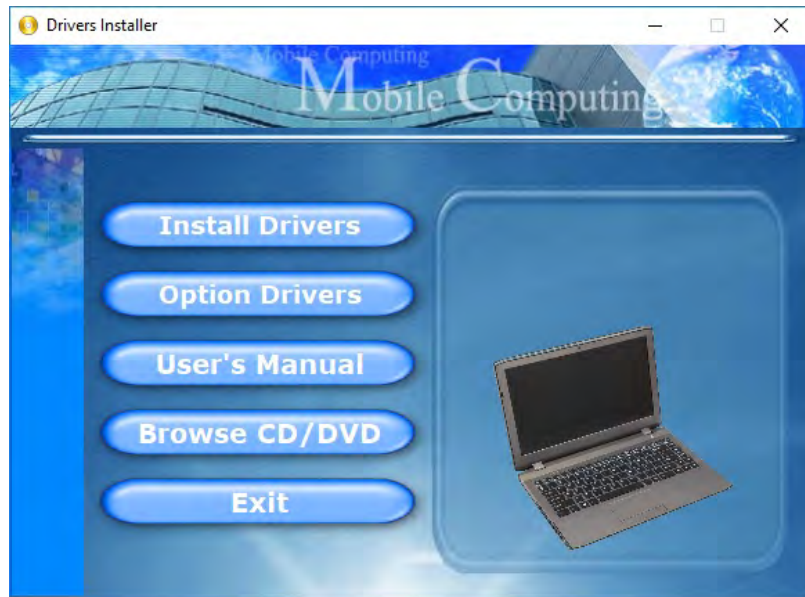 Drivers Installer
Mobile Computing
Mobile Computing
Install Drivers
Option Drivers
User's Manual
Browse CD/DVD
Exit